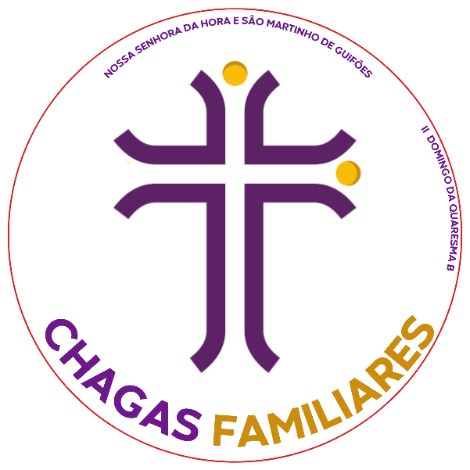 NOSSA SENHORA DA HORA E SÃO MARTINHO DE GUIFÕES
II DOMINGO DA QUARESMA B
CHAGAS FAMILIARES